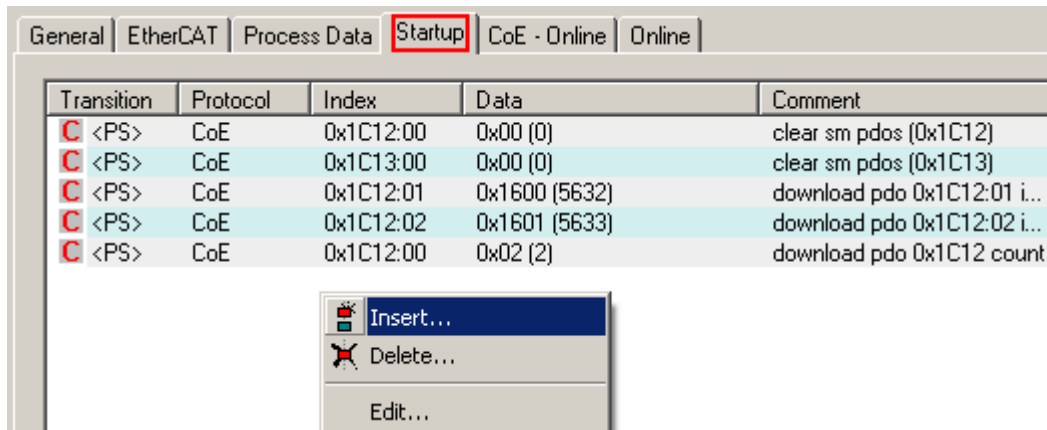 General EtherCAT Process Data Startup CoE - Online Online
Transition Protocol Index Data Comment
C <PS> CoE 0x1C12:00 0x00 (0) clear sm pdos (0x1C12)
C <PS> CoE 0x1C13:00 0x00 (0) clear sm pdos (0x1C13)
C <PS> CoE 0x1C12:01 0x1600 (5632) download pdo 0x1C12:01 i...
C <PS> CoE 0x1C12:02 0x1601 (5633) download pdo 0x1C12:02 i...
C <PS> CoE 0x1C12:00 0x02 (2) download pdo 0x1C12 count
Insert...
Delete...
Edit...